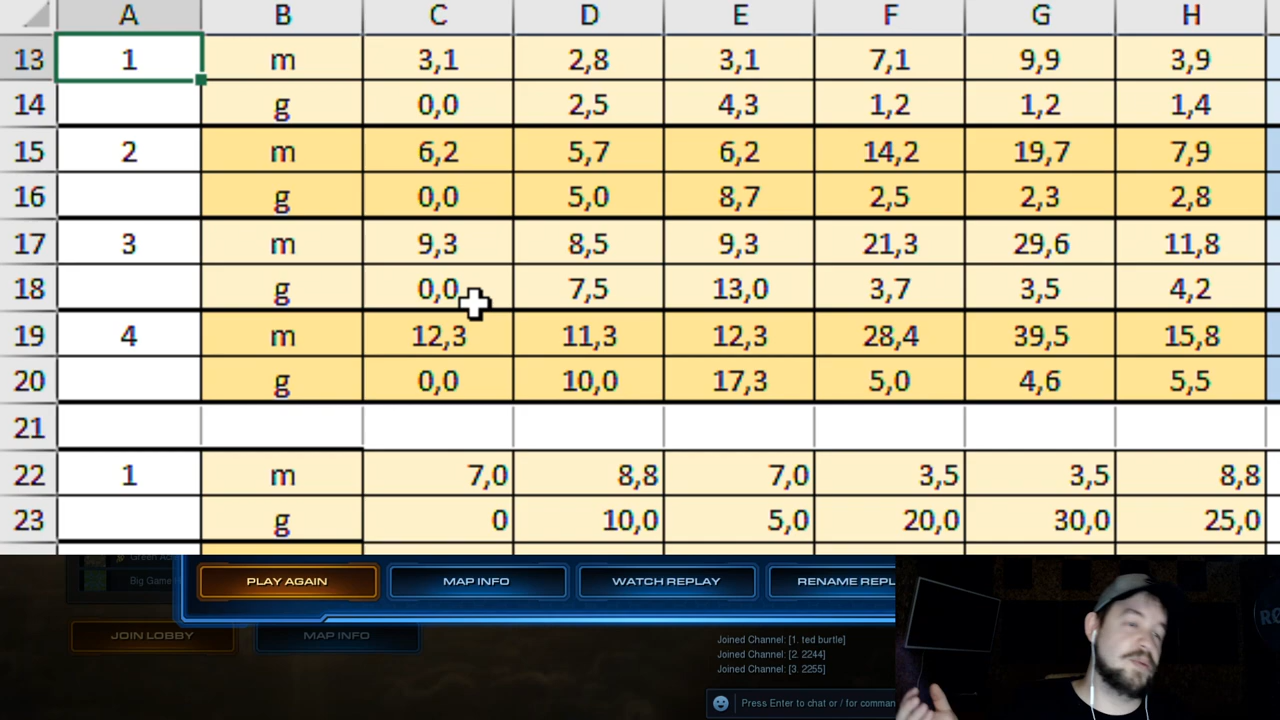 A B C D E F G H
13 1 m 3,1 2,8 3,1 7,1 9,9 3,9
14 g 0,0 2,5 4,3 1,2 1,2 1,4
15 2 m 6,2 5,7 6,2 14,2 19,7 7,9
16 g 0,0 5,0 8,7 2,5 2,3 2,8
17 3 m 9,3 8,5 9,3 21,3 29,6 11,8
18 g 0,0 7,5 13,0 3,7 3,5 4,2
19 4 m 12,3 11,3 12,3 28,4 39,5 15,8
20 g 0,0 10,0 17,3 5,0 4,6 5,5
21
22 1 m 7,0 8,8 7,0 3,5 3,5 8,8
23 g 0 10,0 5,0 20,0 30,0 25,0
Big Game
PLAY AGAIN MAP INFO WATCH REPLAY RENAME REPL
JOIN LOBBY MAP INFO
Joined Channel: [1. ted burtle]
Joined Channel: [2. 2244]
Joined Channel: [3. 2255]
Press Enter to chat or / for comman